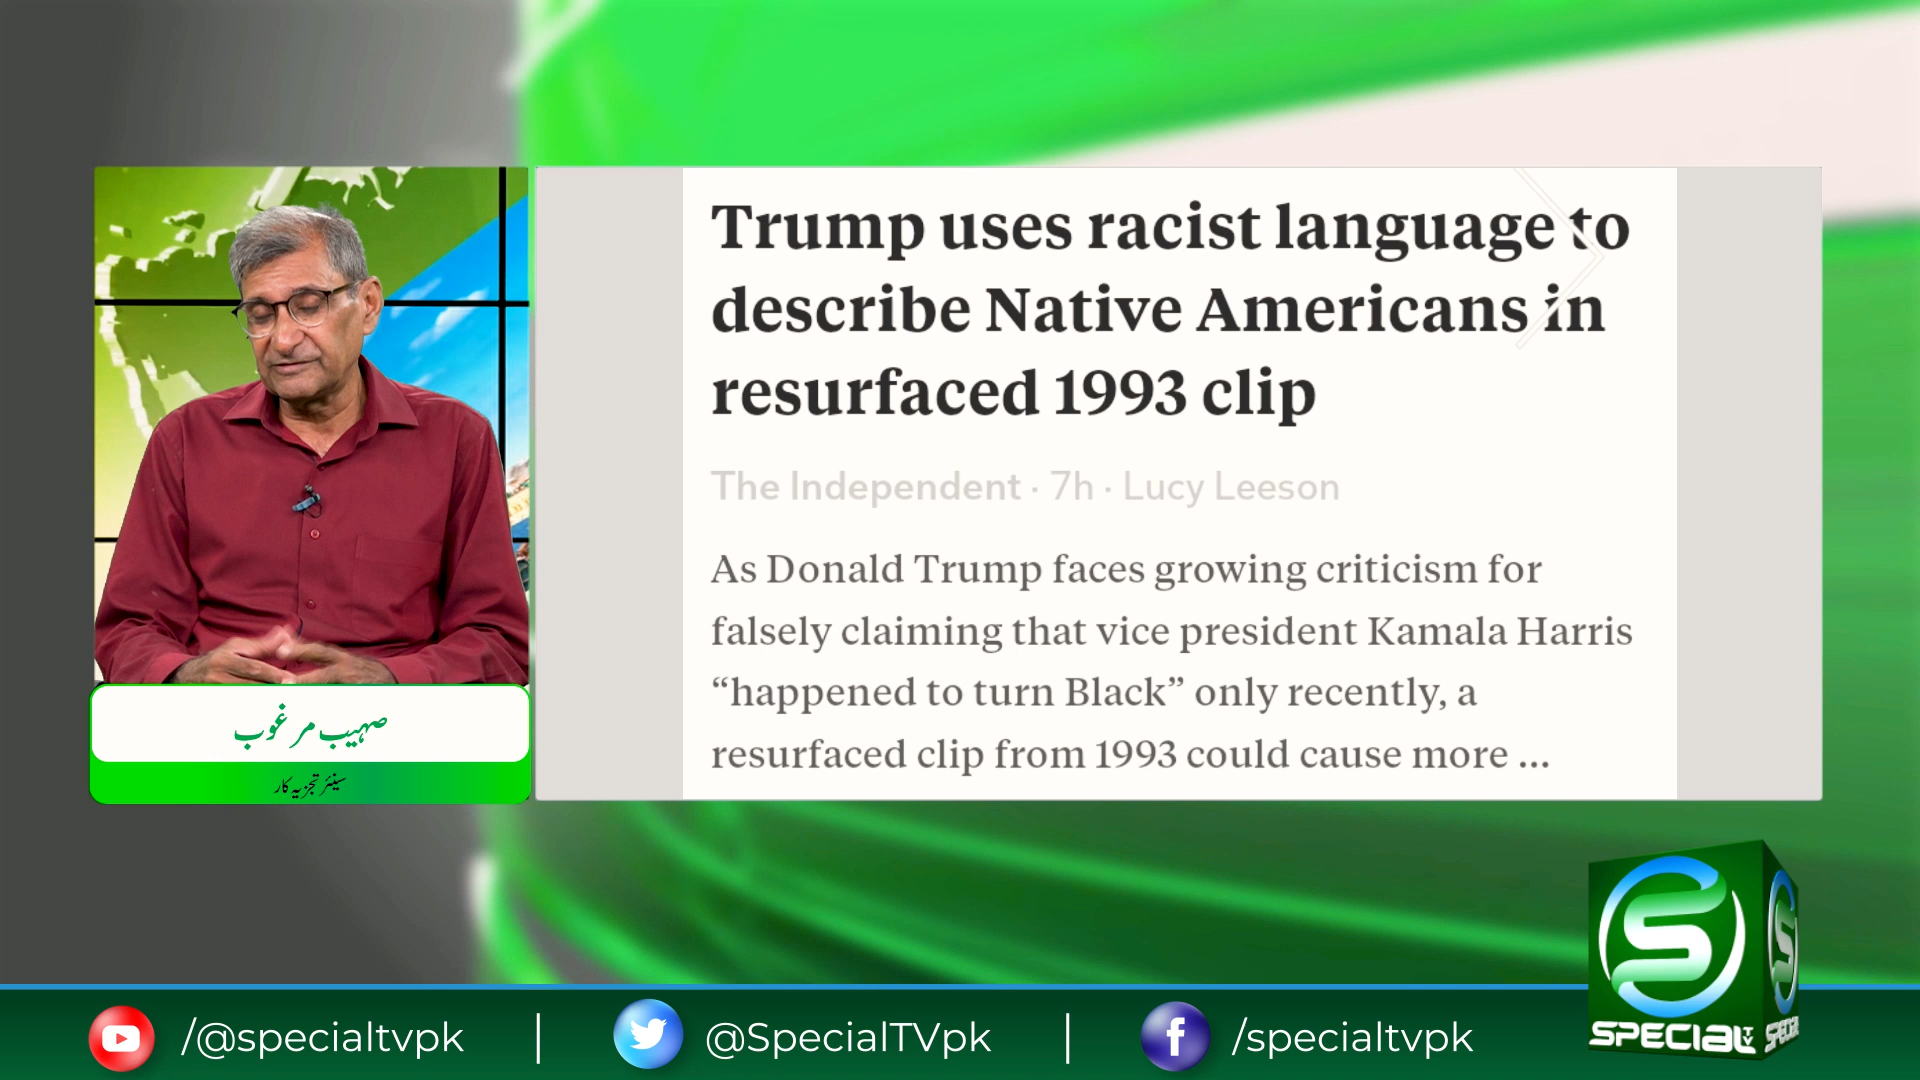 Trump uses racist language to
describe Native Americans in
resurfaced 1993 clip
The Independent · 7h · Lucy Leeson
As Donald Trump faces growing criticism for
falsely claiming that vice president Kamala Harris
“happened to turn Black” only recently, a
resurfaced clip from 1993 could cause more ...
صہیب مرغوب
سینئر تجزیہ کار
SPECIAL TV
SPECIAL
/@specialtvpk
@SpecialTVpk
/specialtvpk